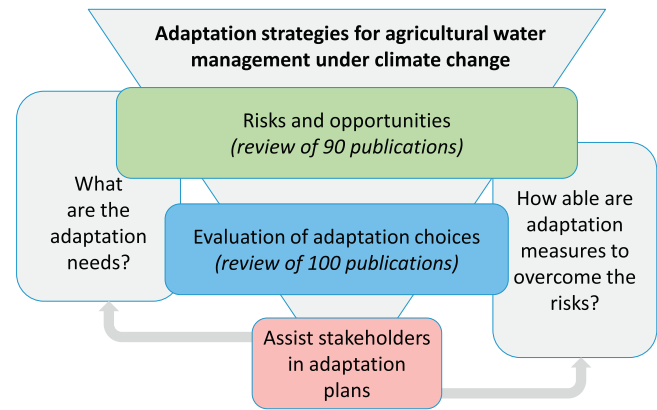 Adaptation strategies for agricultural water
management under climate change
Risks and opportunities
(review of 90 publications)
What
are the
adaptation
needs?
How able are
adaptation
measures to
overcome the
risks?
Evaluation of adaptation choices
(review of 100 publications)
Assist stakeholders
in adaptation
plans